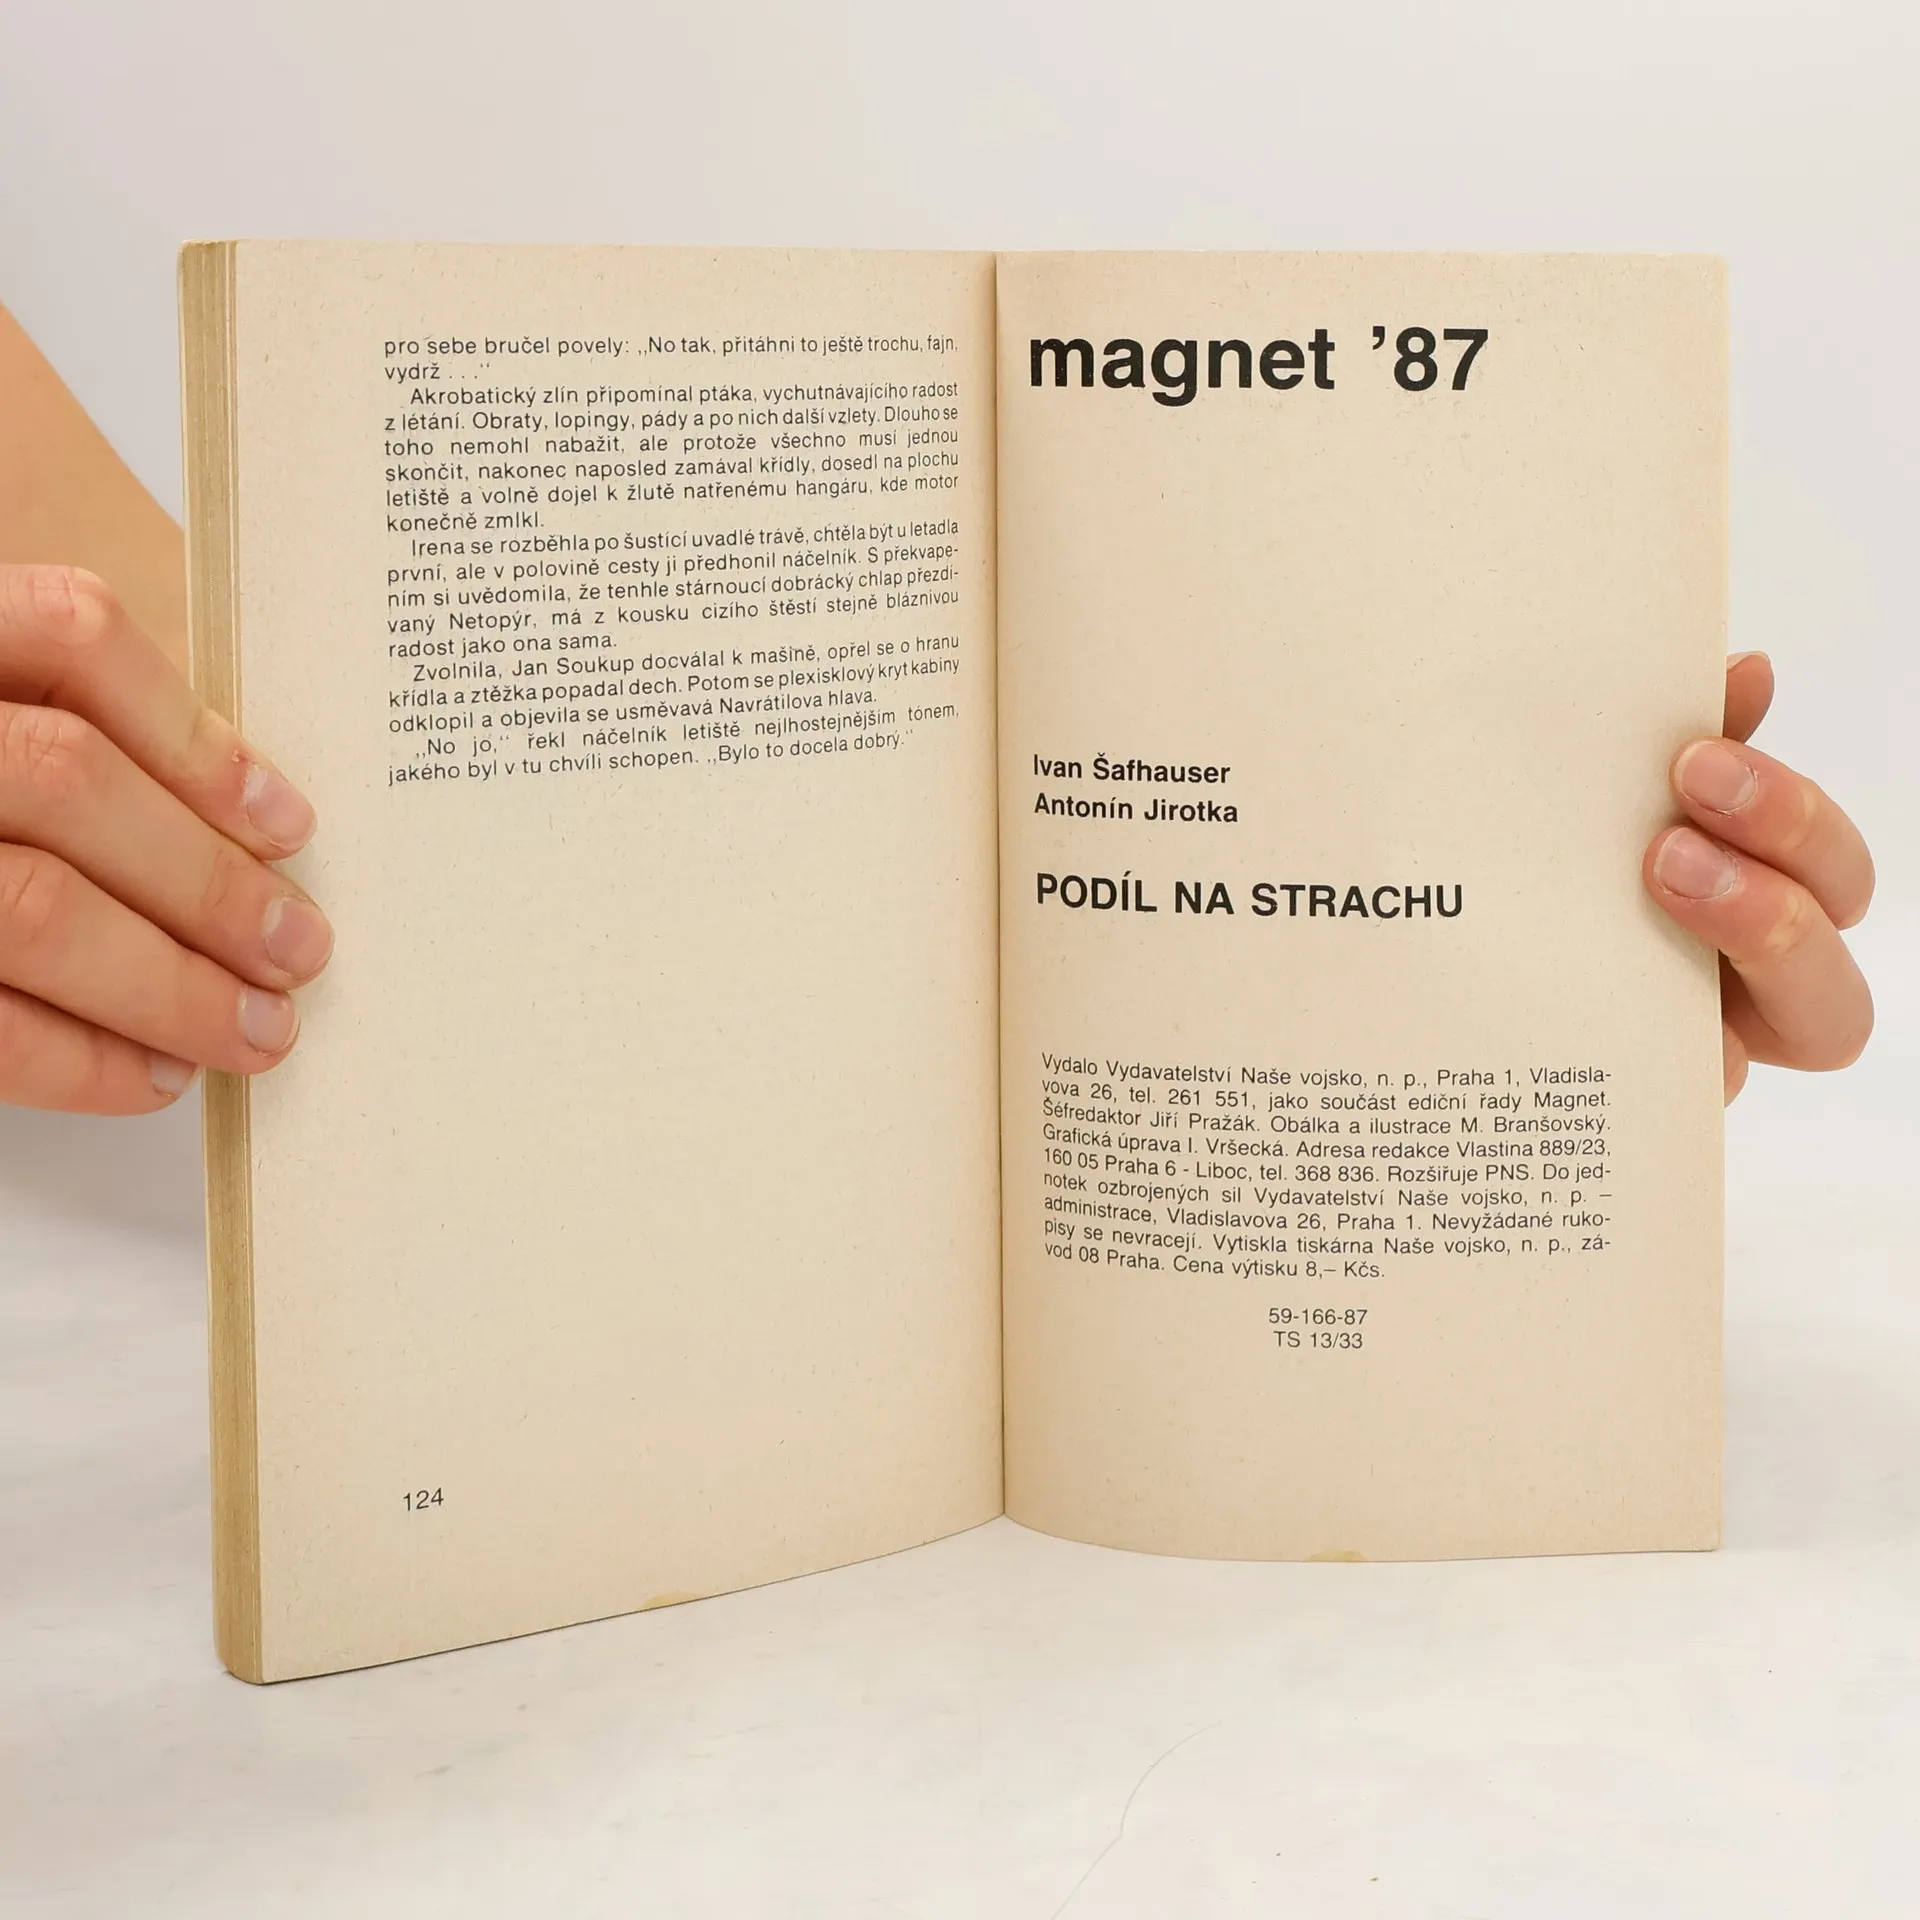 pro sebe bručel povely: ,,No tak, přitáhni to ještě trochu, fajn,
vydrž . . .“
Akrobatický zlín připomínal ptáka, vychutnávajícího radost
z létání. Obraty, lopingy, pády a po nich další vzlety. Dlouho se
toho nemohl nabažit, ale protože všechno musí jednou
skončit, nakonec naposled zamával křídly, dosedl na plochu
letiště a volně dojel k žlutě natřenému hangáru, kde motor
konečně zmlkl.
Irena se rozběhla po šustící uvadlé trávě, chtěla být u letadla
první, ale v polovině cesty ji předhonil náčelník. S překvape-
ním si uvědomila, že tenhle stárnoucí dobrácký chlap přezdí-
vaný Netopýr, má z kousku cizího štěstí stejně bláznivou
radost jako ona sama.
Zvolnila, Jan Soukup docválal k mašině, opřel se o hranu
křídla a ztěžka popadal dech. Potom se plexisklový kryt kabiny
odklopil a objevila se usměvavá Navrátilova hlava.
,,No jo,“ řekl náčelník letiště nejlhostejnějším tónem,
jakého byl v tu chvíli schopen. ,,Bylo to docela dobrý.“
124
magnet ’87
Ivan Šafhauser
Antonín Jirotka
PODÍL NA STRACHU
Vydalo Vydavatelství Naše vojsko, n. p., Praha 1, Vladisla-
vova 26, tel. 261 551, jako součást ediční řady Magnet.
Šéfredaktor Jiří Pražák. Obálka a ilustrace M. Branšovský.
Grafická úprava I. Vršecká. Adresa redakce Vlastina 889/23,
160 05 Praha 6 - Liboc, tel. 368 836. Rozšiřuje PNS. Do jed-
notek ozbrojených sil Vydavatelství Naše vojsko, n. p. –
administrace, Vladislavova 26, Praha 1. Nevyžádané ruko-
pisy se nevracejí. Vytiskla tiskárna Naše vojsko, n. p., zá-
vod 08 Praha. Cena výtisku 8,– Kčs.
59-166-87
TS 13/33